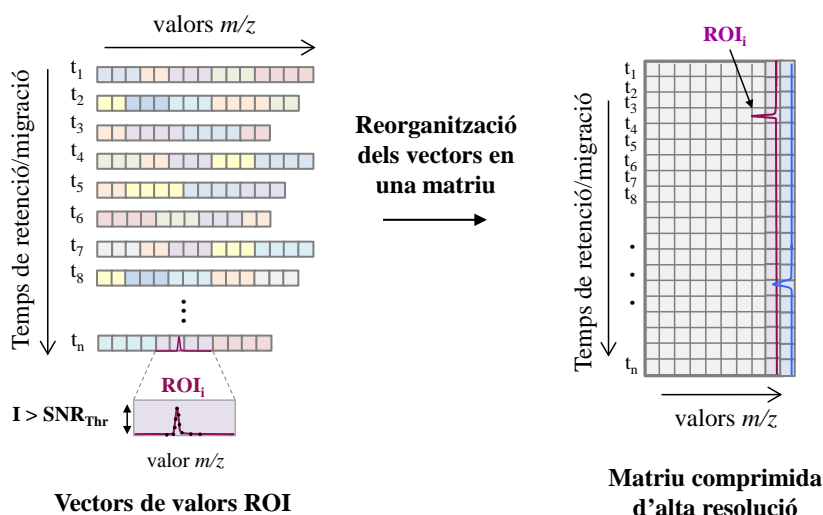 valors m/z
Temps de retenció/migració
t1
t2
t3
t4
t5
t6
t7
t8
tn
ROIi
I > SNRThr
valor m/z
Vectors de valors ROI
Reorganització
dels vectors en
una matriu
ROIi
Temps de retenció/migració
t1
t2
t3
t4
t5
t6
t7
t8
tn
valors m/z
Matriu comprimida
d’alta resolució